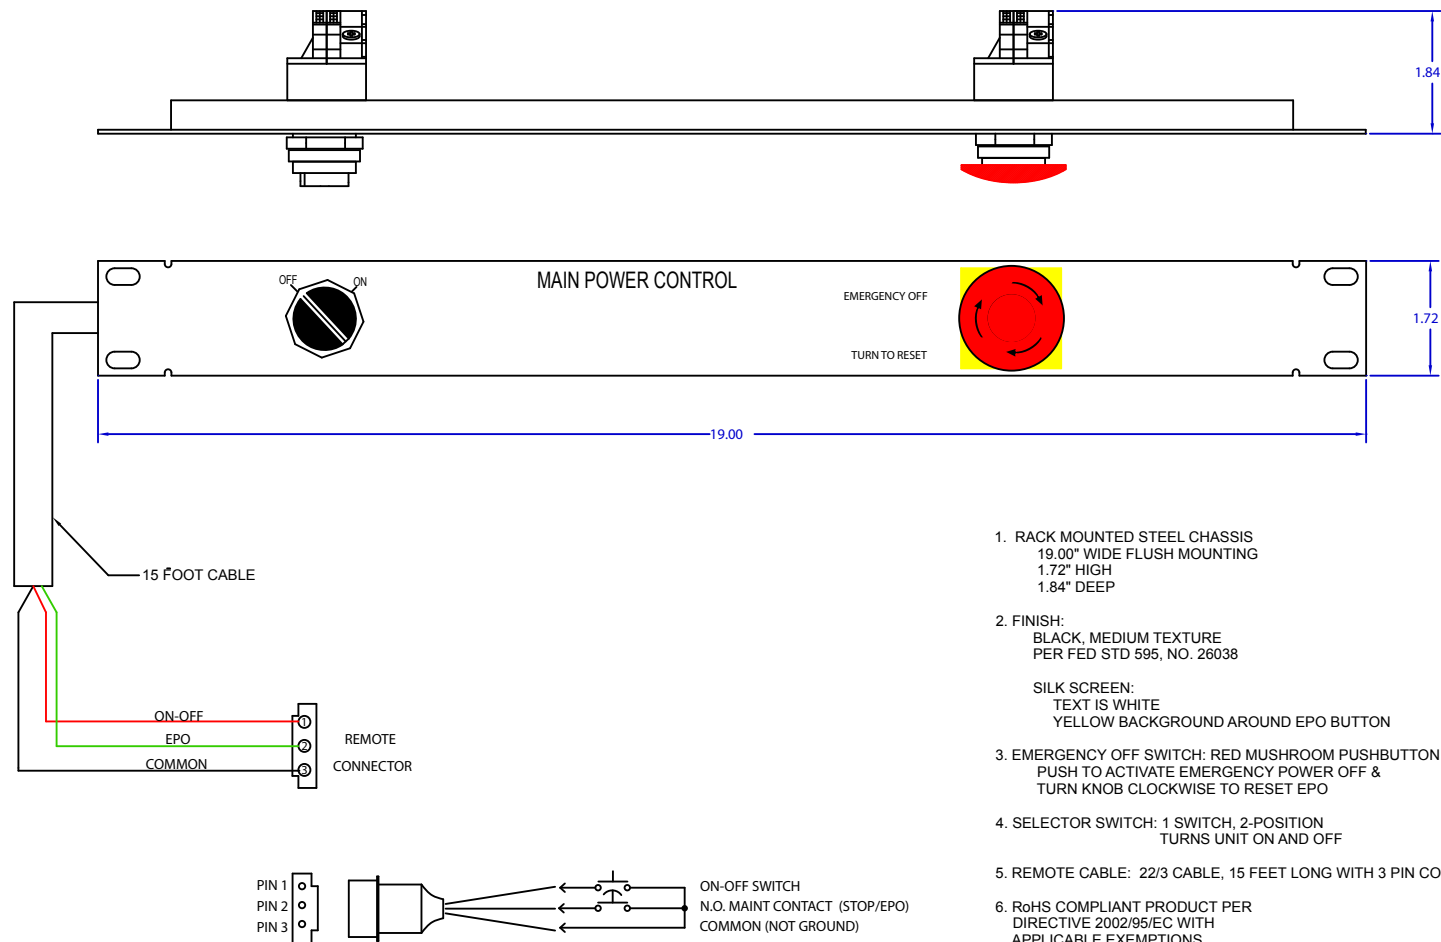 1.84
OFF
ON
MAIN POWER CONTROL
EMERGENCY OFF
TURN TO RESET
1.72
19.00
15 FOOT CABLE
ON-OFF
EPO
COMMON
1
2
3
REMOTE
CONNECTOR
PIN 1
PIN 2
PIN 3
ON-OFF SWITCH
N.O. MAINT CONTACT (STOP/EPO)
COMMON (NOT GROUND)
1. RACK MOUNTED STEEL CHASSIS
19.00" WIDE FLUSH MOUNTING
1.72" HIGH
1.84" DEEP
2. FINISH:
BLACK, MEDIUM TEXTURE
PER FED STD 595, NO. 26038
SILK SCREEN:
TEXT IS WHITE
YELLOW BACKGROUND AROUND EPO BUTTON
3. EMERGENCY OFF SWITCH: RED MUSHROOM PUSHBUTTON
PUSH TO ACTIVATE EMERGENCY POWER OFF &
TURN KNOB CLOCKWISE TO RESET EPO
4. SELECTOR SWITCH: 1 SWITCH, 2-POSITION
TURNS UNIT ON AND OFF
5. REMOTE CABLE: 22/3 CABLE, 15 FEET LONG WITH 3 PIN CO
6. RoHS COMPLIANT PRODUCT PER
DIRECTIVE 2002/95/EC WITH
APPLICABLE EXEMPTIONS